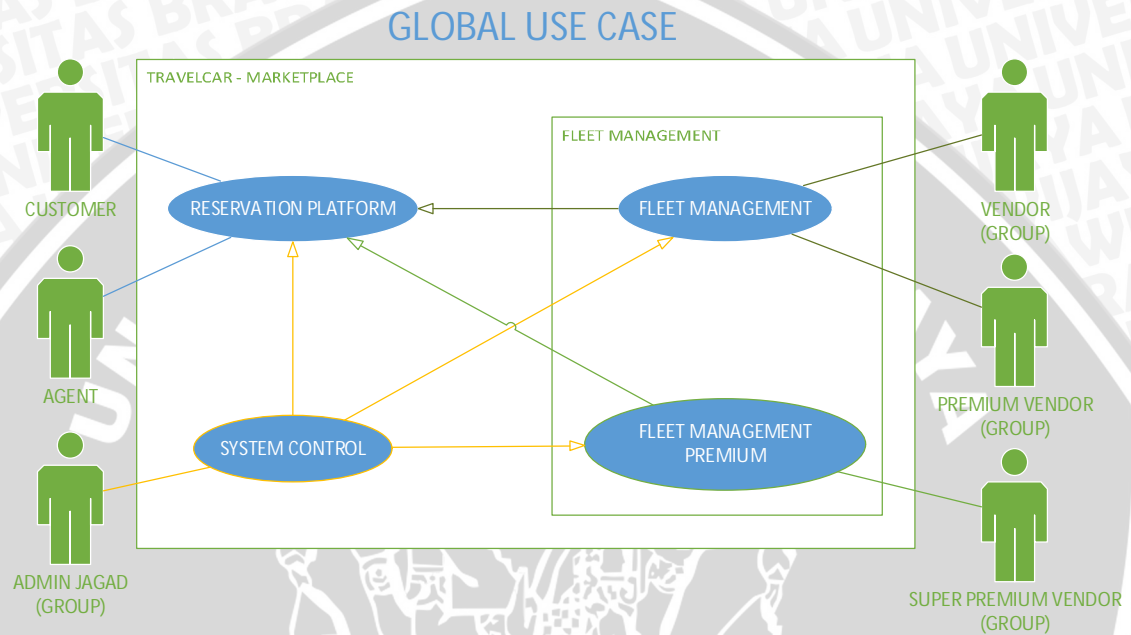 GLOBAL USE CASE
TRAVELCAR - MARKETPLACE
FLEET MANAGEMENT
CUSTOMER
RESERVATION PLATFORM
FLEET MANAGEMENT
VENDOR
(GROUP)
AGENT
PREMIUM VENDOR
(GROUP)
SYSTEM CONTROL
FLEET MANAGEMENT
PREMIUM
ADMIN JAGAD
(GROUP)
SUPER PREMIUM VENDOR
(GROUP)